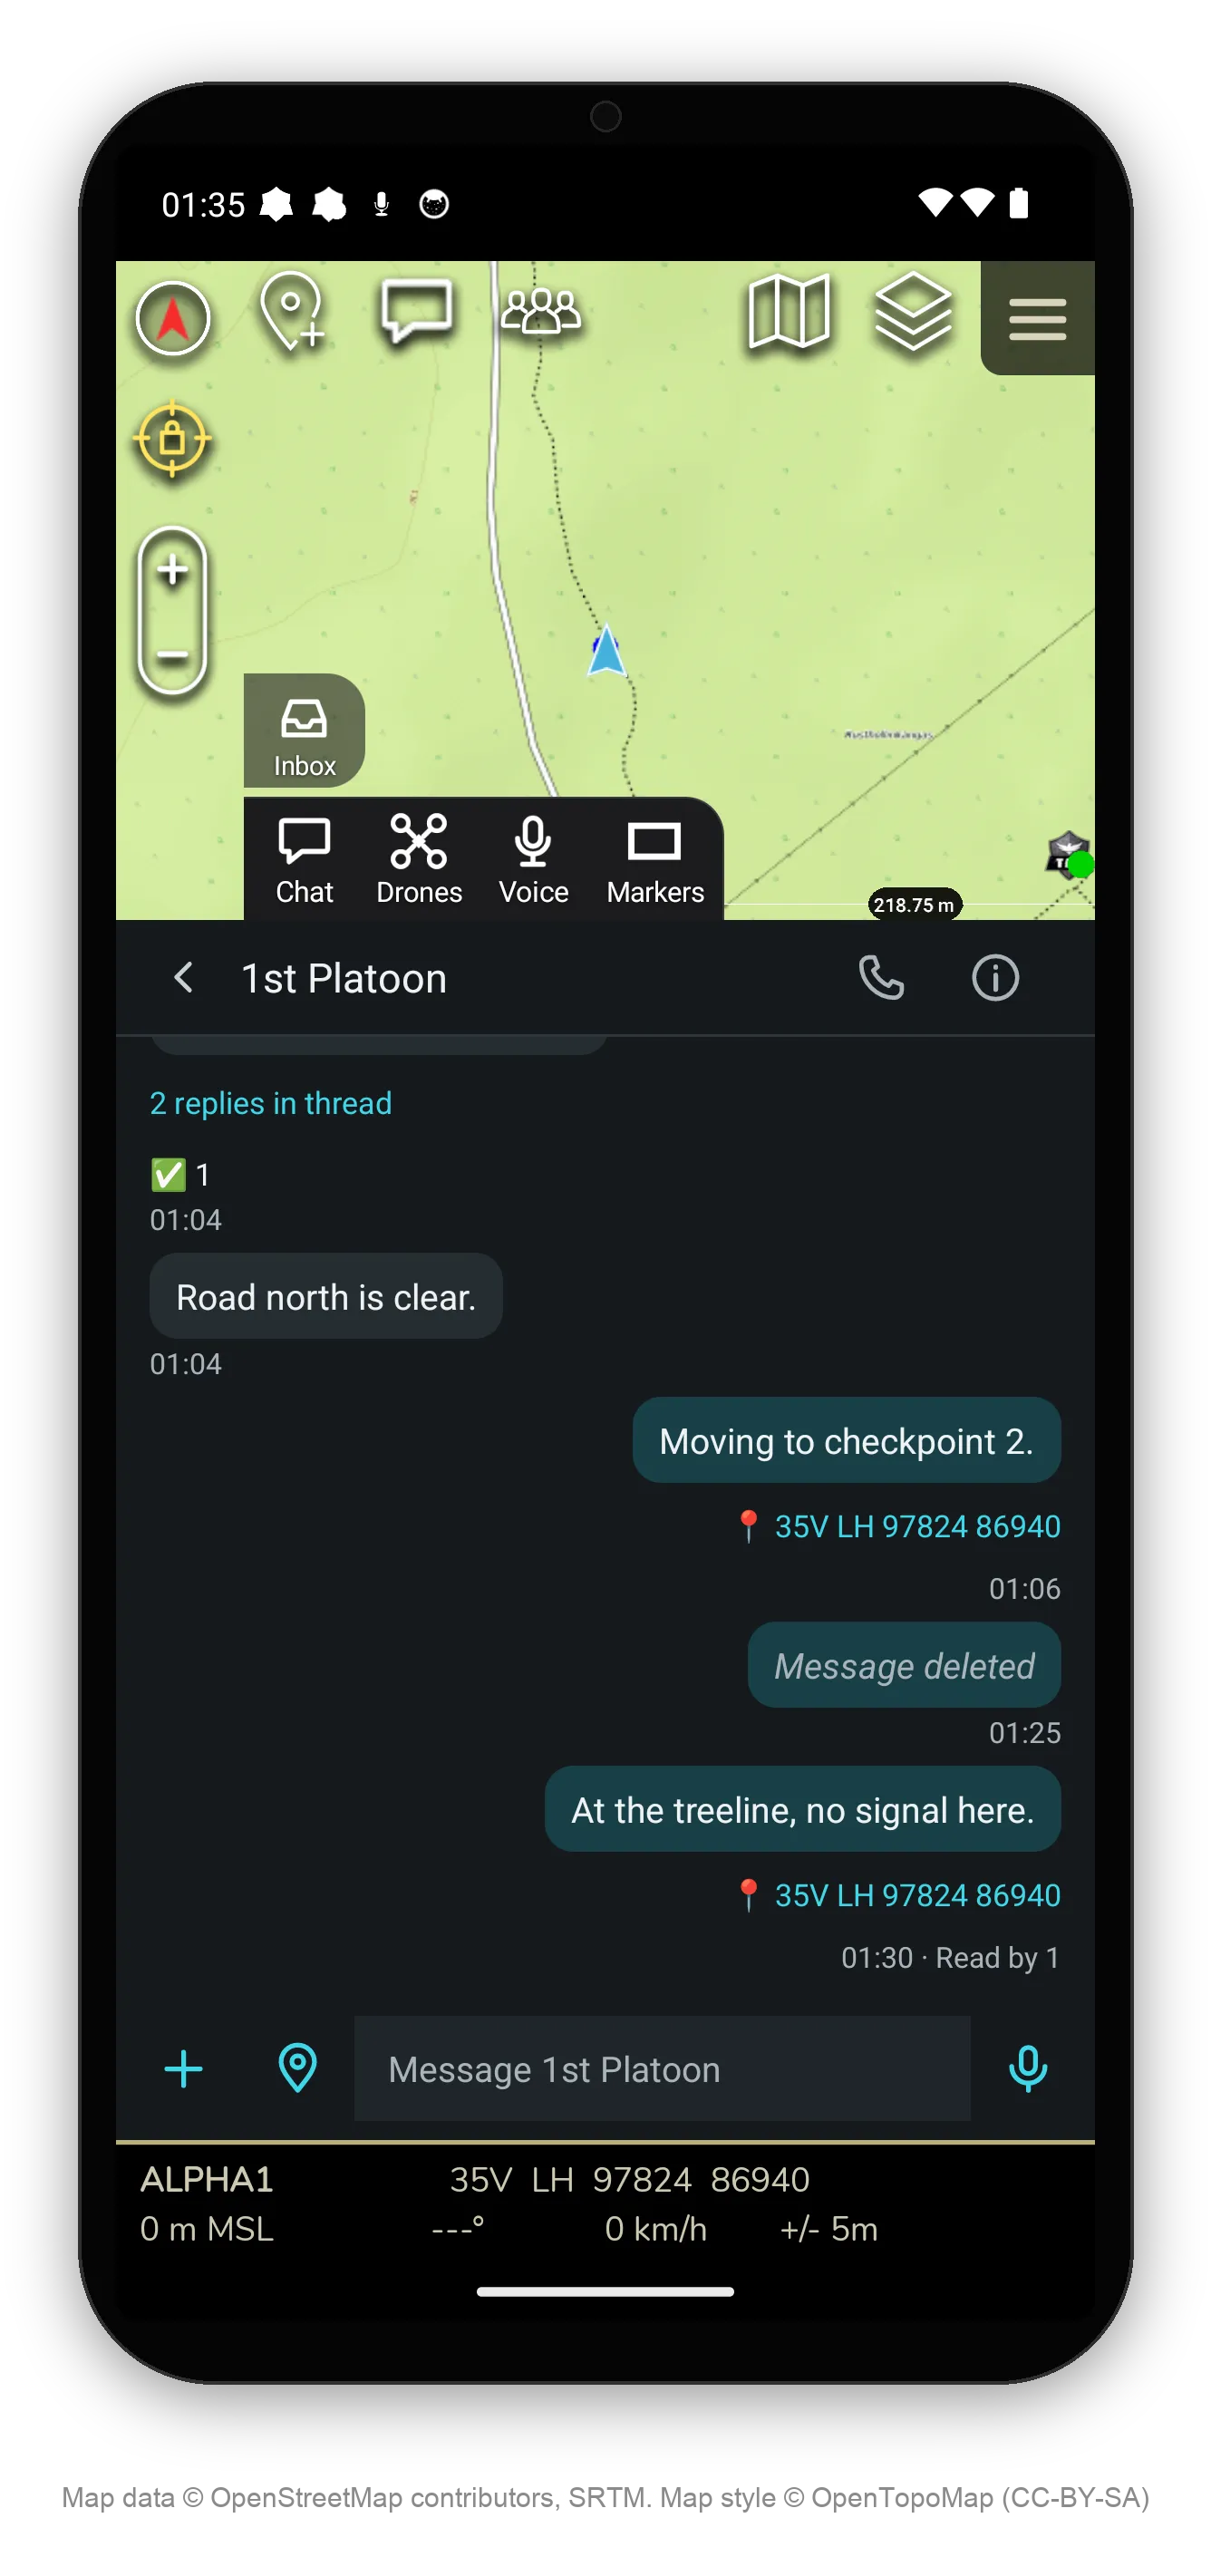 01:35
Inbox
Chat
Drones
Voice
Markers
218.75 m
1st Platoon
2 replies in thread
✅ 1
01:04
Road north is clear.
01:04
Moving to checkpoint 2.
📍 35V LH 97824 86940
01:06
Message deleted
01:25
At the treeline, no signal here.
📍 35V LH 97824 86940
01:30 · Read by 1
Message 1st Platoon
ALPHA1 35V LH 97824 86940
0 m MSL ---° 0 km/h +/- 5m
Map data © OpenStreetMap contributors, SRTM. Map style © OpenTopoMap (CC-BY-SA)